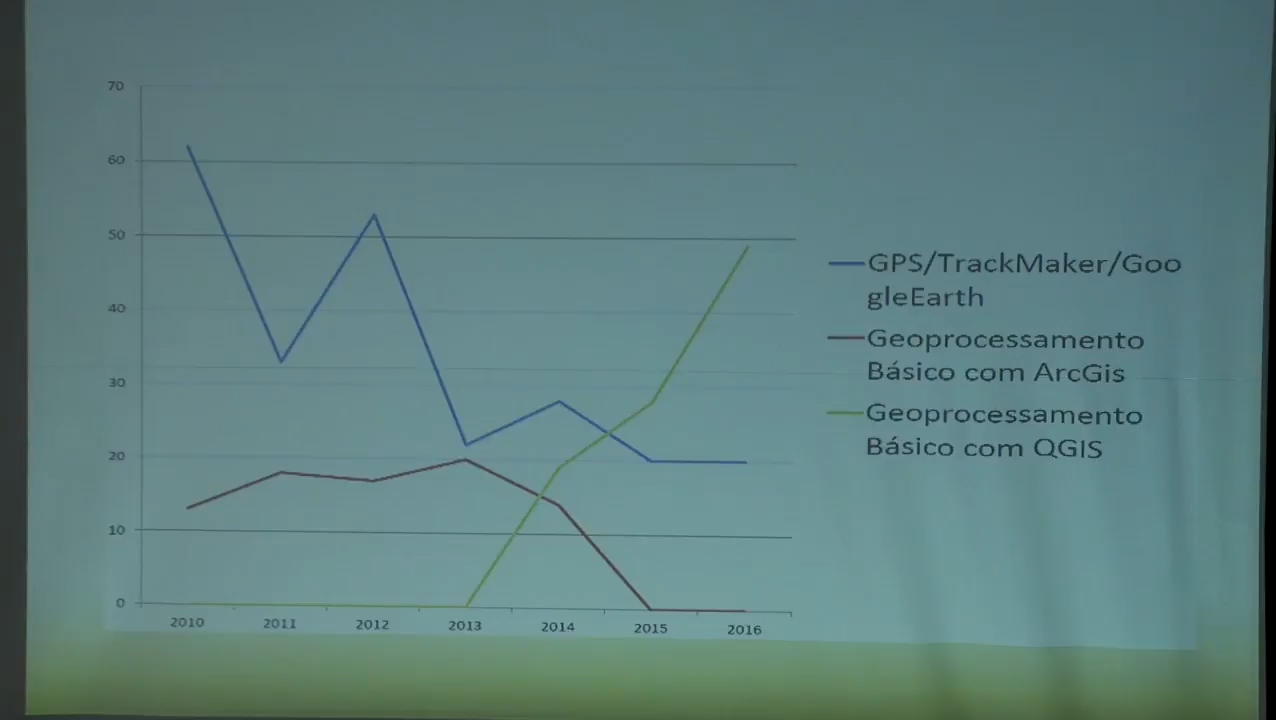 70
60
50
40
30
20
10
0
2010 2011 2012 2013 2014 2015 2016
GPS/TrackMaker/Goo
gleEarth
Geoprocessamento
Básico com ArcGis
Geoprocessamento
Básico com QGIS